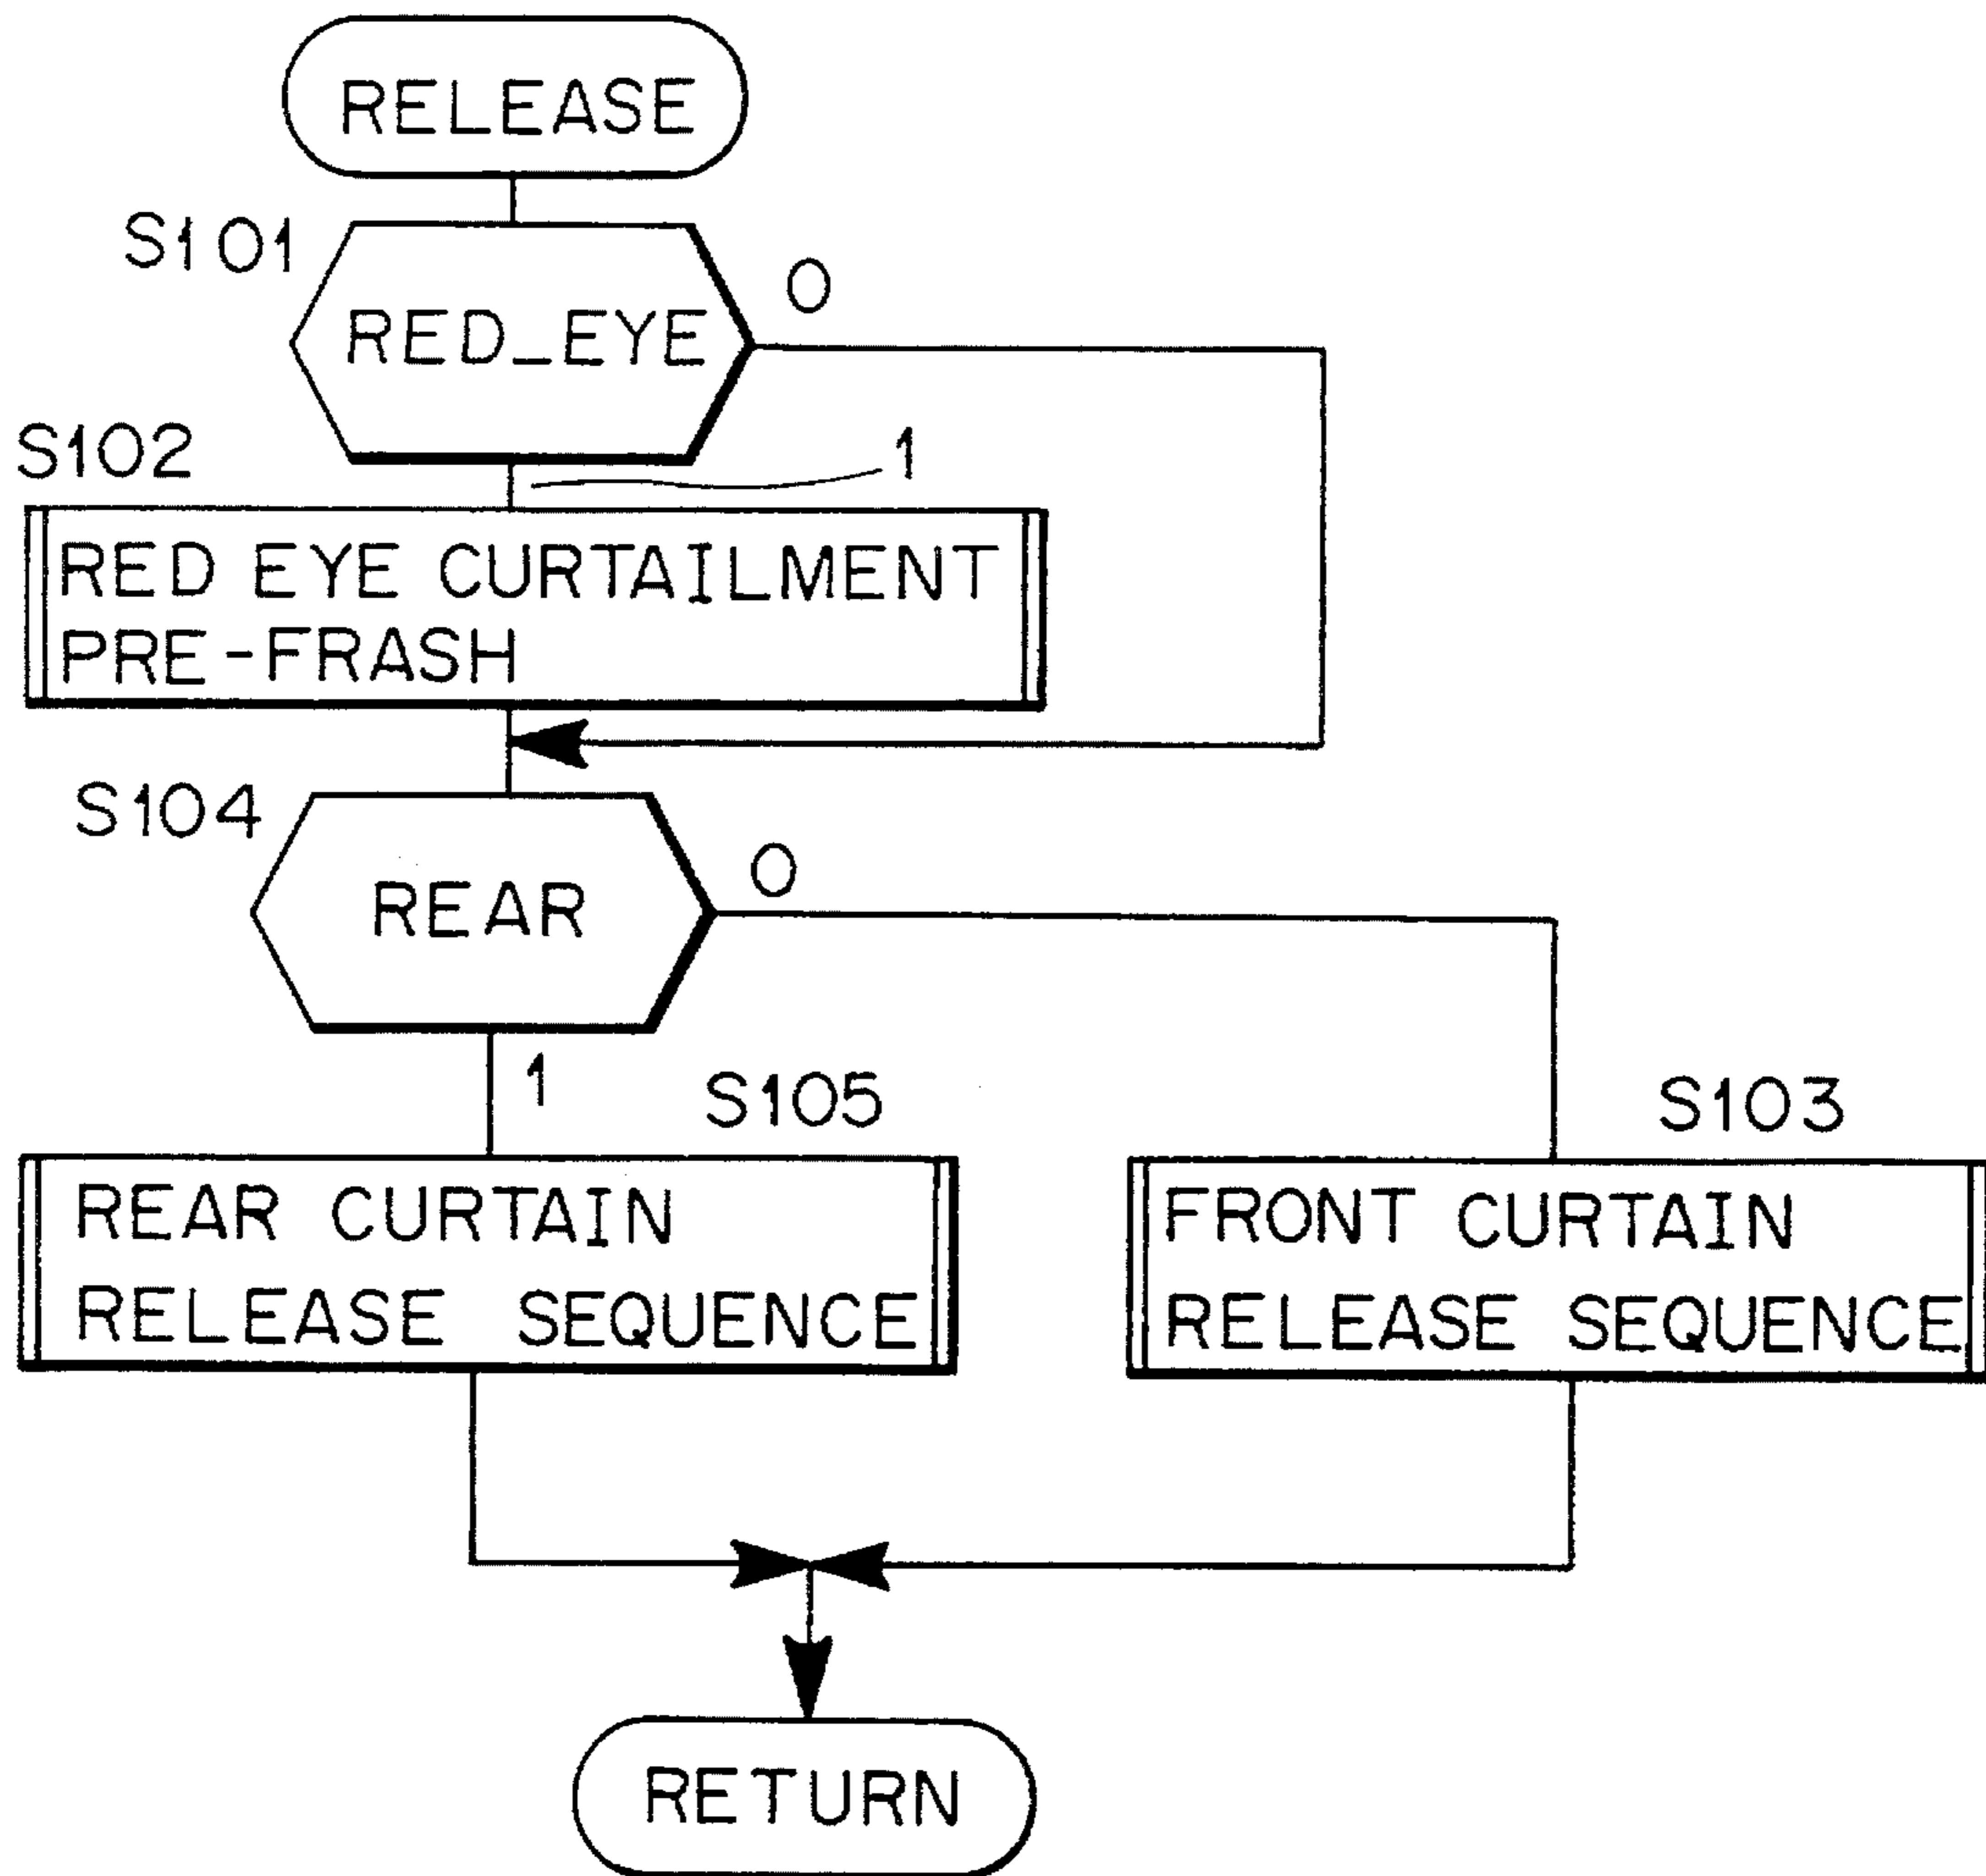 RELEASE
S101
RED_EYE
0
S102
1
RED EYE CURTAILMENT
PRE-FRASH
S104
REAR
0
1
S105
S103
REAR CURTAIN
RELEASE SEQUENCE
FRONT CURTAIN
RELEASE SEQUENCE
RETURN